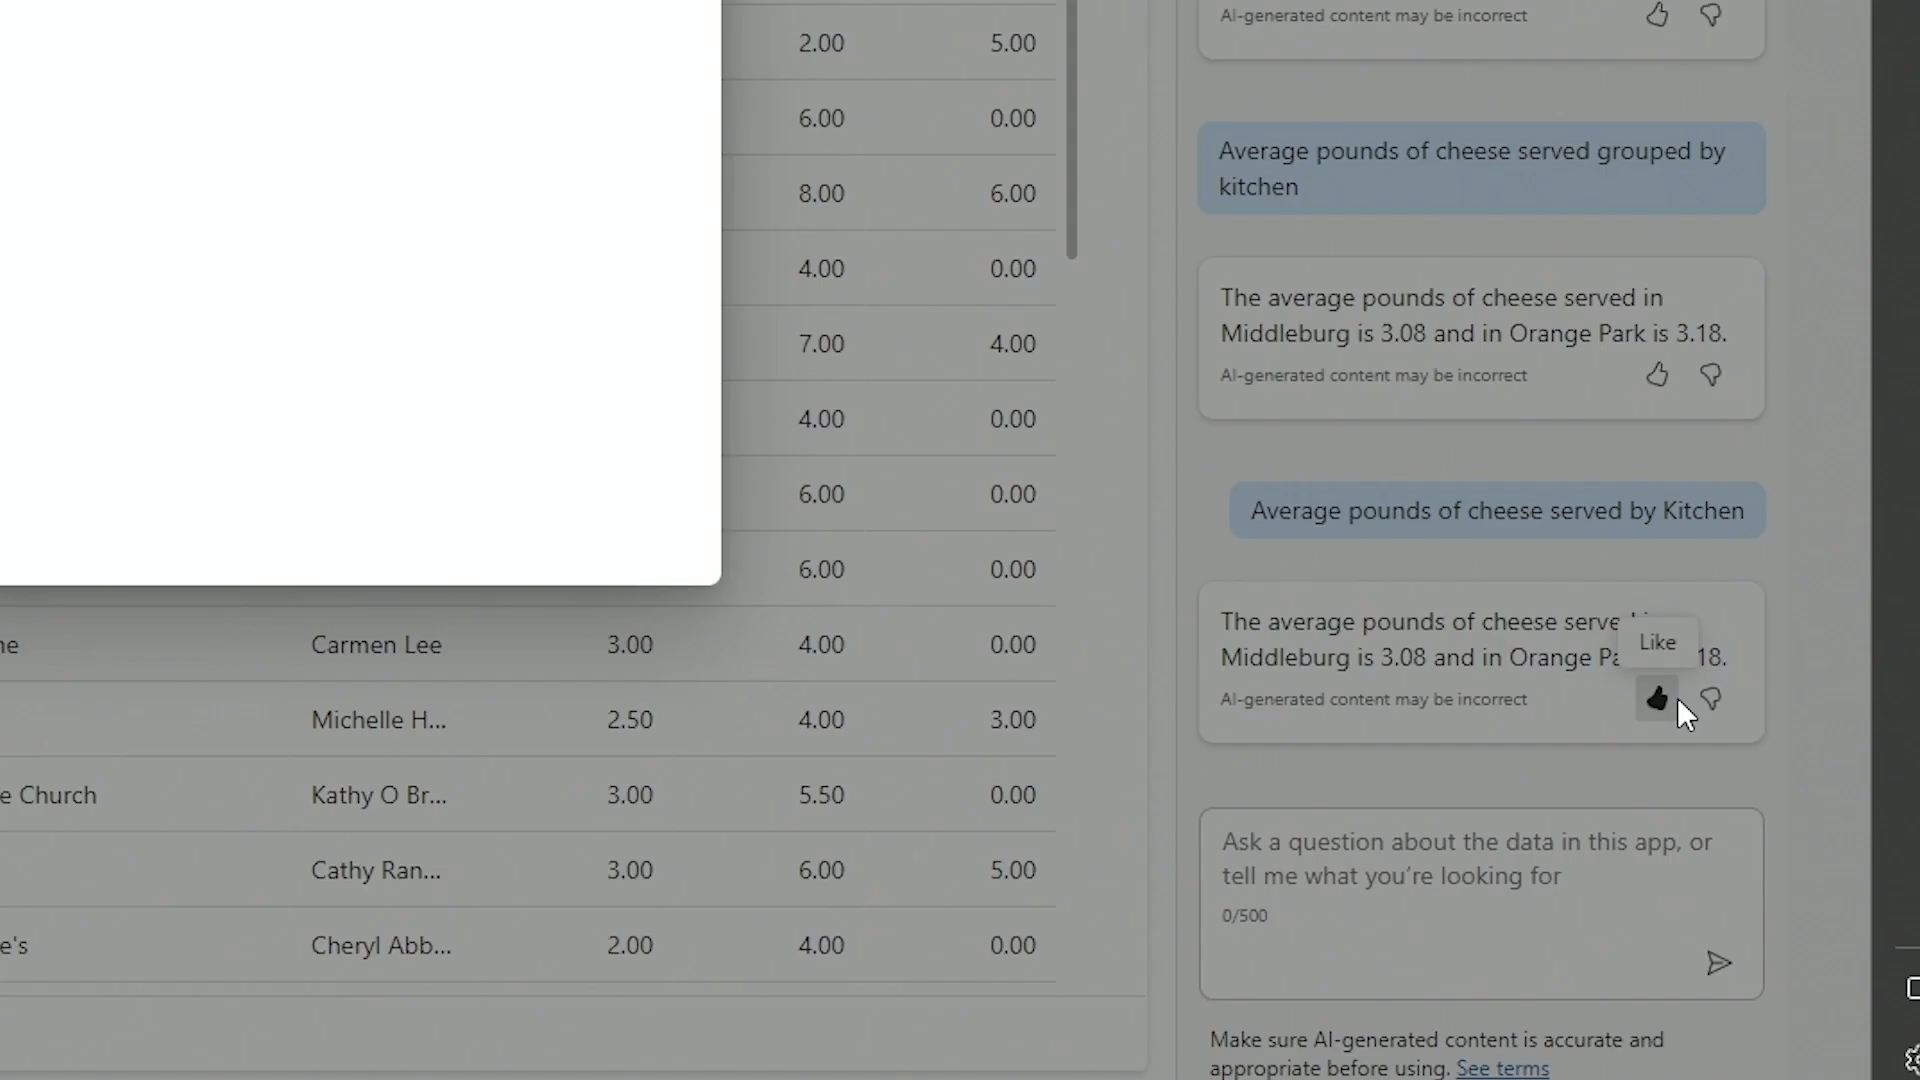 2.00 5.00
6.00 0.00
8.00 6.00
4.00 0.00
7.00 4.00
4.00 0.00
6.00 0.00
6.00 0.00
Carmen Lee 3.00 4.00 0.00
Michelle H... 2.50 4.00 3.00
e Church Kathy O Br... 3.00 5.50 0.00
Cathy Ran... 3.00 6.00 5.00
e's Cheryl Abb... 2.00 4.00 0.00
AI-generated content may be incorrect
Average pounds of cheese served grouped by
kitchen
The average pounds of cheese served in
Middleburg is 3.08 and in Orange Park is 3.18.
AI-generated content may be incorrect
Average pounds of cheese served by Kitchen
The average pounds of cheese serve
Like
Middleburg is 3.08 and in Orange Pa 18.
AI-generated content may be incorrect
Ask a question about the data in this app, or
tell me what you're looking for
0/500
Make sure AI-generated content is accurate and
appropriate before using. See terms